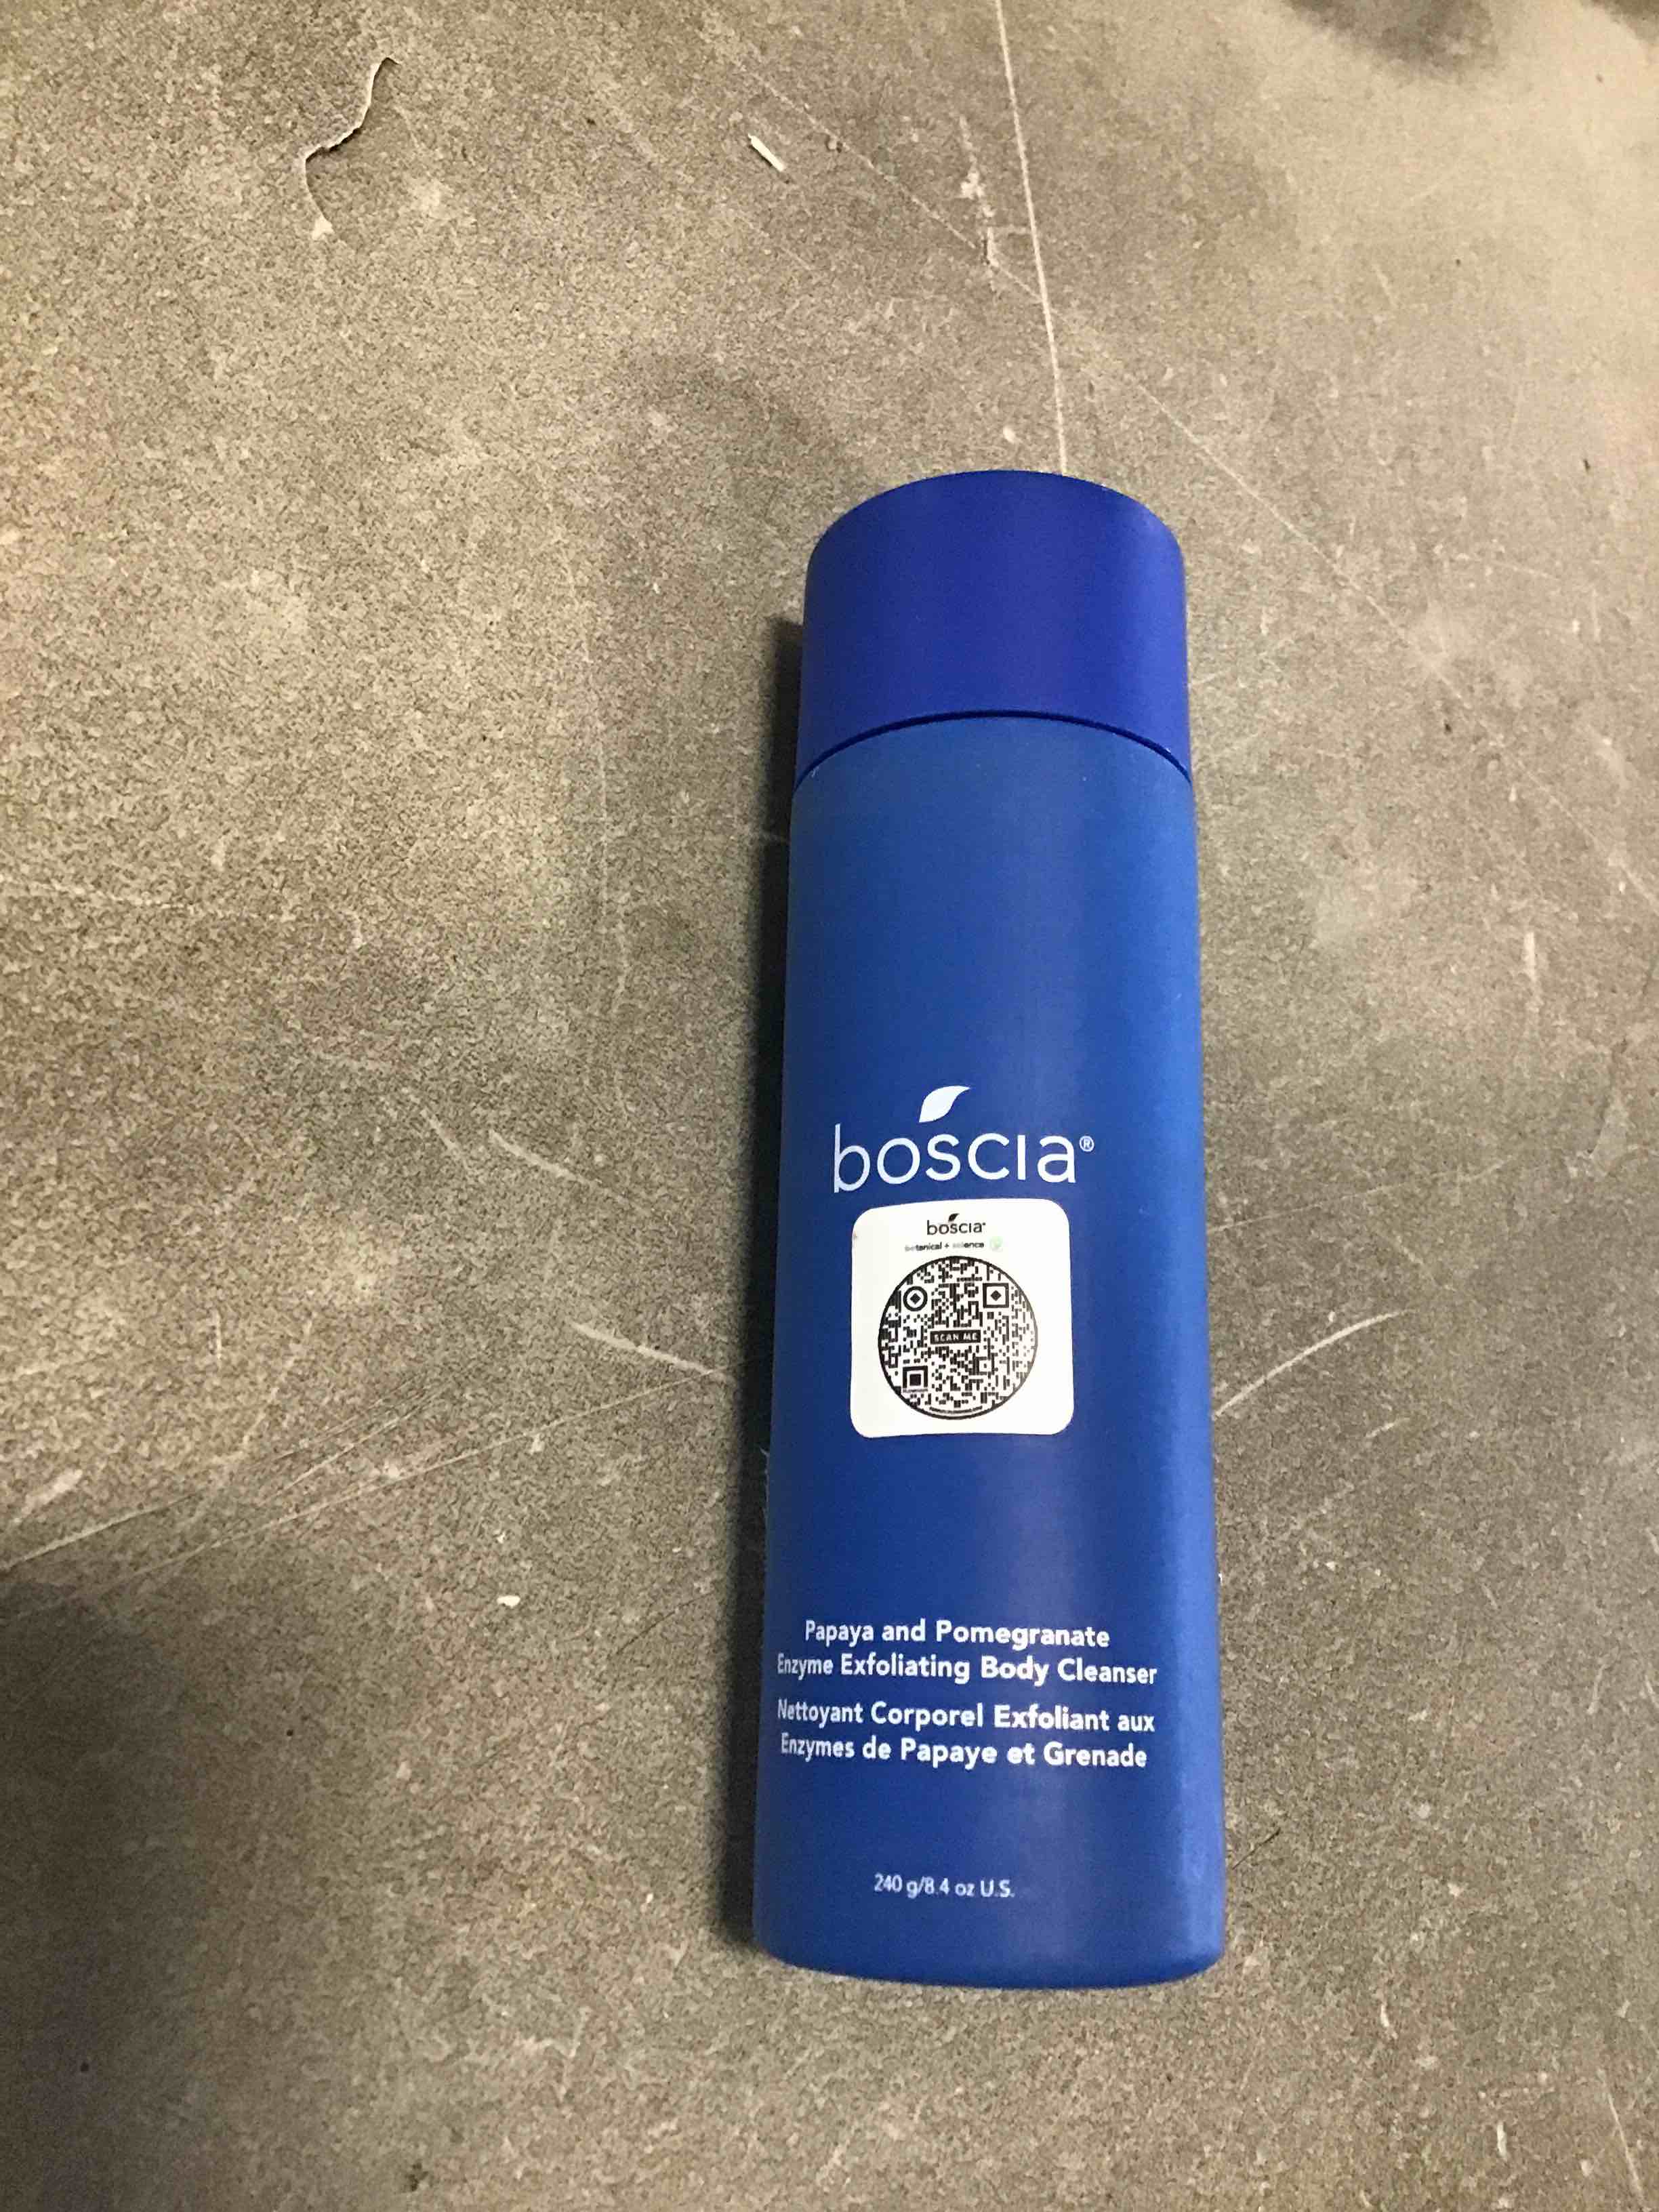 boscia®
boscia®
botanical + science
SCAN ME
Papaya and Pomegranate
Enzyme Exfoliating Body Cleanser
Nettoyant Corporel Exfoliant aux
Enzymes de Papaye et Grenade
240 g/8.4 oz U.S.